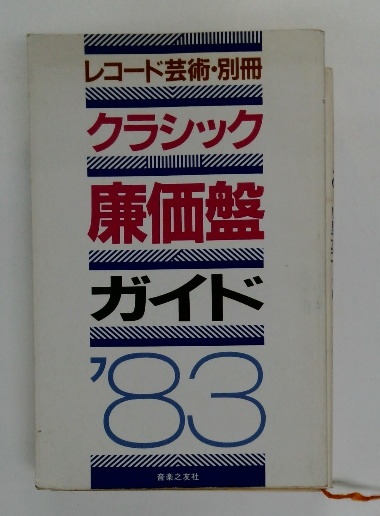 レコード芸術・別冊
クラシック
廉価盤
ガイド
'83
音楽之友社